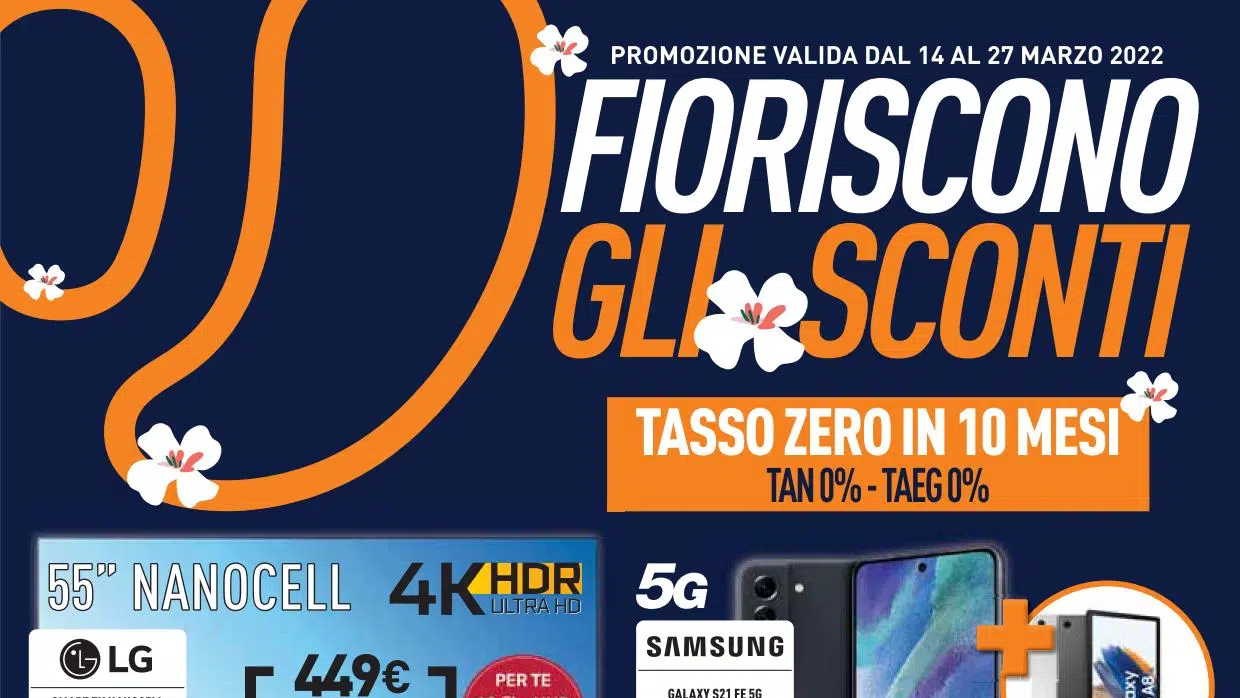 PROMOZIONE VALIDA DAL 14 AL 27 MARZO 2022
FIORISCONO
GLI SCONTI
TASSO ZERO IN 10 MESI
TAN 0% - TAEG 0%
55” NANOCELL
4K HDR
ULTRA HD
LG
449€
PER TE
5G
SAMSUNG
GALAXY S21 FE 5G